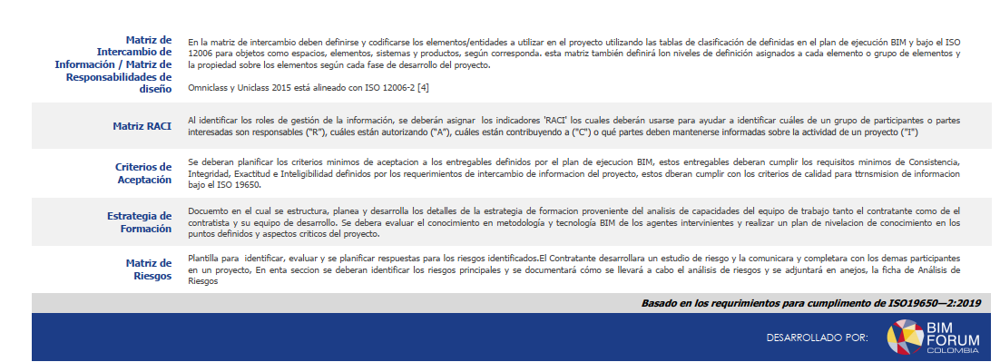 Matriz de
Intercambio de
Información / Matriz de
Responsabilidades de
diseño
En la matriz de intercambio deben definirse y codificarse los elementos/entidades a utilizar en el proyecto utilizando las tablas de clasificación de definidas en el plan de ejecución BIM y bajo el ISO
12006 para objetos como espacios, elementos, sistemas y productos, según corresponda. esta matriz también definirá lon niveles de definición asignados a cada elemento o grupo de elementos y
la propiedad sobre los elementos según cada fase de desarrollo del proyecto.
Omniclass y Uniclass 2015 está alineado con ISO 12006-2 [4]
Matriz RACI
Al identificar los roles de gestión de la información, se deberán asignar los indicadores 'RACI' los cuales deberán usarse para ayudar a identificar cuáles de un grupo de participantes o partes
interesadas son responsables ("R"), cuáles están autorizando ("A"), cuáles están contribuyendo a ("C") o qué partes deben mantenerse informadas sobre la actividad de un proyecto ("I")
Criterios de
Aceptación
Se deberan planificar los criterios minimos de aceptacion a los entregables definidos por el plan de ejecucion BIM, estos entregables deberan cumplir los requisitos minimos de Consistencia,
Integridad, Exactitud e Inteligibilidad definidos por los requerimientos de intercambio de informacion del proyecto, estos dberan cumplir con los criterios de calidad para ttrnsmision de informacion
bajo el ISO 19650.
Estrategia de
Formación
Docuemto en el cual se estructura, planea y desarrolla los detalles de la estrategia de formacion proveniente del analisis de capacidades del equipo de trabajo tanto el contratante como de el
contratista y su equipo de desarrollo. Se debera evaluar el conocimiento en metodología y tecnología BIM de los agentes intervinientes y realizar un plan de nivelacion de conocimiento en los
puntos definidos y aspectos criticos del proyecto.
Matriz de
Riesgos
Plantilla para identificar, evaluar y se planificar respuestas para los riesgos identificados.El Contratante desarrollara un estudio de riesgo y la comunicara y completara con los demas participantes
en un proyecto, En enta seccion se deberan identificar los riesgos principales y se documentará cómo se llevará a cabo el análisis de riesgos y se adjuntará en anejos, la ficha de Análisis de
Riesgos
Basado en los requrimientos para cumplimento de ISO19650—2:2019
DESARROLLADO POR:
BIM
FORUM
COLOMBIA